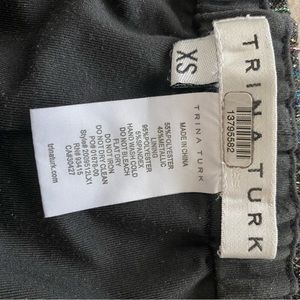 TRINA TURK
13795582
XS
TRINA TURK
MADE IN CHINA
55% POLYESTER
45% METALLIC
LINING
95% POLYESTER
5% SPANDEX
HAND WASH COLD
DO NOT BLEACH
FLAT DRY
DO NOT IRON
DO NOT DRY CLEAN
RN# 93415
CA#30427
trinaturk.com